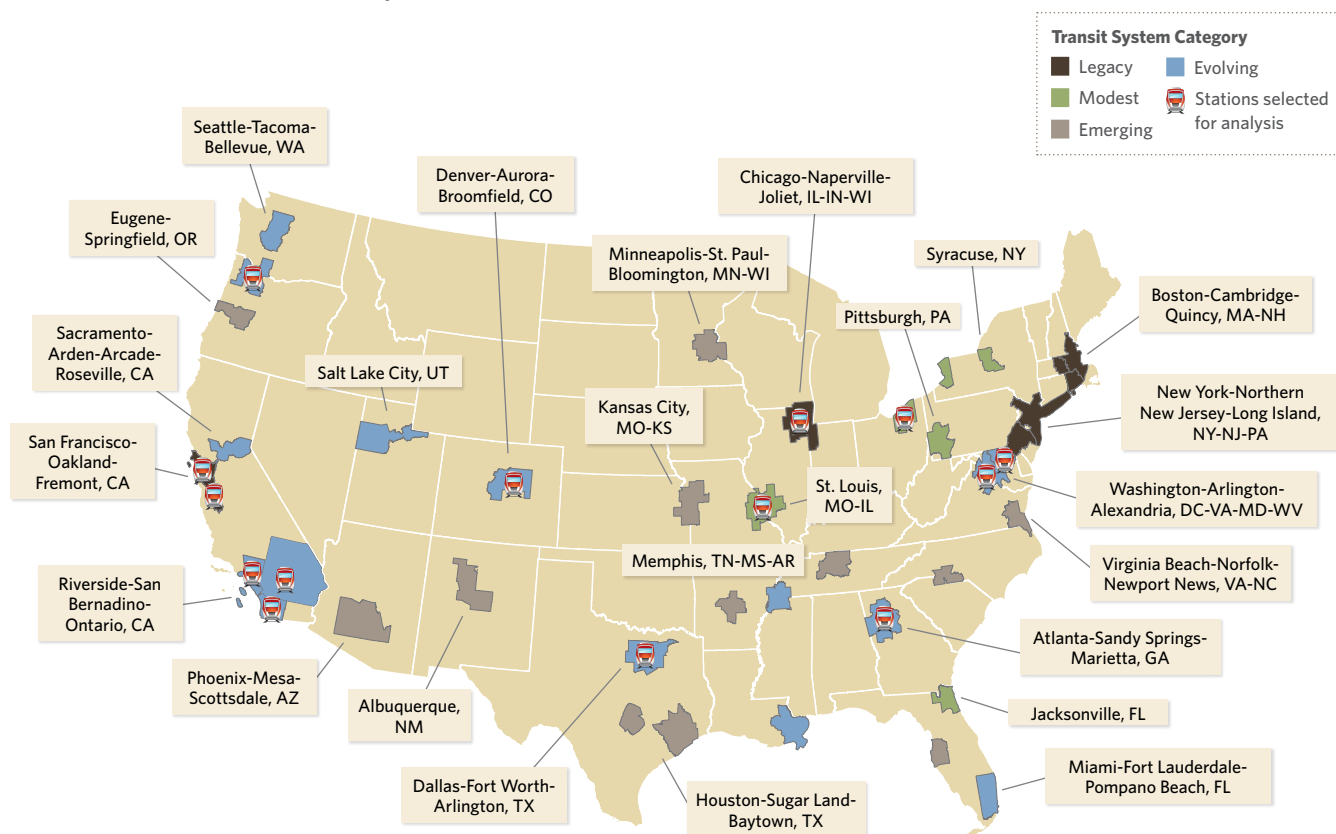 Transit System Category
Legacy
Evolving
Modest
Stations selected
for analysis
Emerging
Seattle-Tacoma-
Bellevue, WA
Denver-Aurora-
Broomfield, CO
Chicago-Naperville-
Joliet, IL-IN-WI
Eugene-
Springfield, OR
Minneapolis-St. Paul-
Bloomington, MN-WI
Syracuse, NY
Boston-Cambridge-
Quincy, MA-NH
Pittsburgh, PA
Sacramento-
Arden-Arcade-
Roseville, CA
Salt Lake City, UT
Kansas City,
MO-KS
New York-Northern
New Jersey-Long Island,
NY-NJ-PA
San Francisco-
Oakland-
Fremont, CA
St. Louis,
MO-IL
Washington-Arlington-
Alexandria, DC-VA-MD-WV
Memphis, TN-MS-AR
Virginia Beach-Norfolk-
Newport News, VA-NC
Riverside-San
Bernadino-
Ontario, CA
Atlanta-Sandy Springs-
Marietta, GA
Phoenix-Mesa-
Scottsdale, AZ
Albuquerque,
NM
Jacksonville, FL
Dallas-Fort Worth-
Arlington, TX
Houston-Sugar Land-
Baytown, TX
Miami-Fort Lauderdale-
Pompano Beach, FL